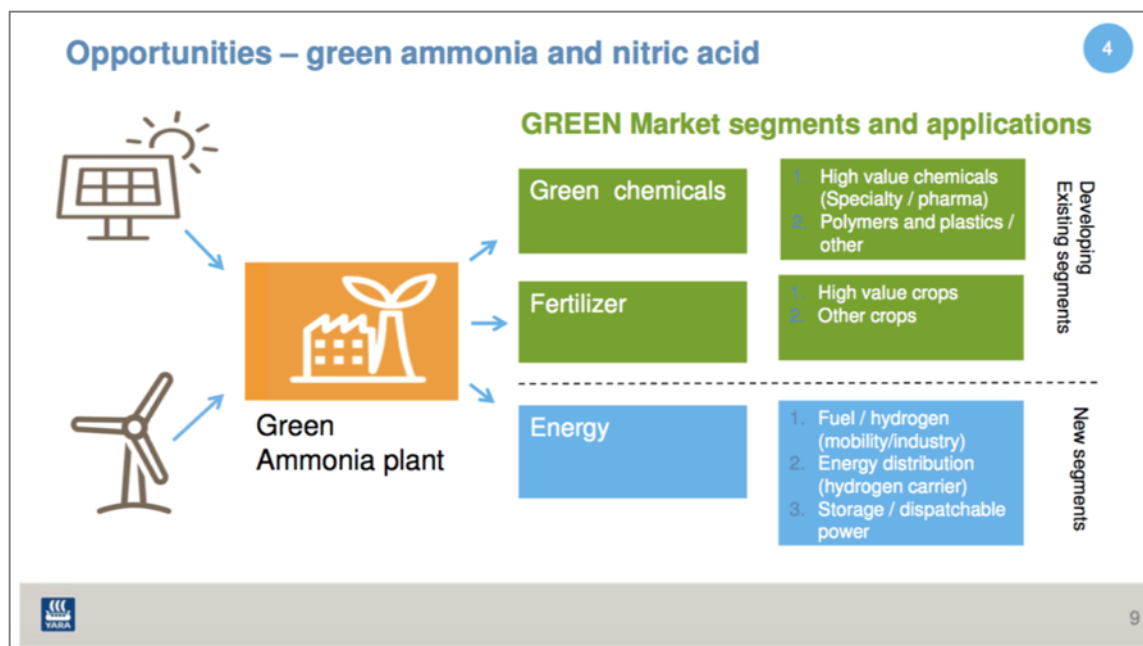 Opportunities – green ammonia and nitric acid
4
GREEN Market segments and applications
Green chemicals
1. High value chemicals
(Specialty / pharma)
2. Polymers and plastics /
other
Developing
Existing segments
Fertilizer
1. High value crops
2. Other crops
Green
Ammonia plant
Energy
1. Fuel / hydrogen
(mobility/industry)
2. Energy distribution
(hydrogen carrier)
3. Storage / dispatchable
power
New segments
YARA
9